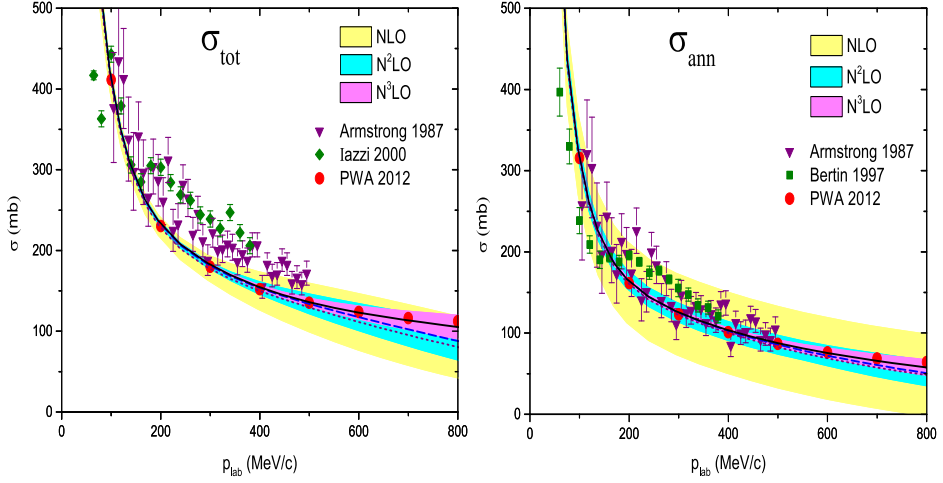 σtot
NLO
N²LO
N³LO
Armstrong 1987
Iazzi 2000
PWA 2012
σ (mb)
500
400
300
200
100
0
0 200 400 600 800
plab (MeV/c)
σann
NLO
N²LO
N³LO
Armstrong 1987
Bertin 1997
PWA 2012
σ (mb)
500
400
300
200
100
0
0 200 400 600 800
plab (MeV/c)